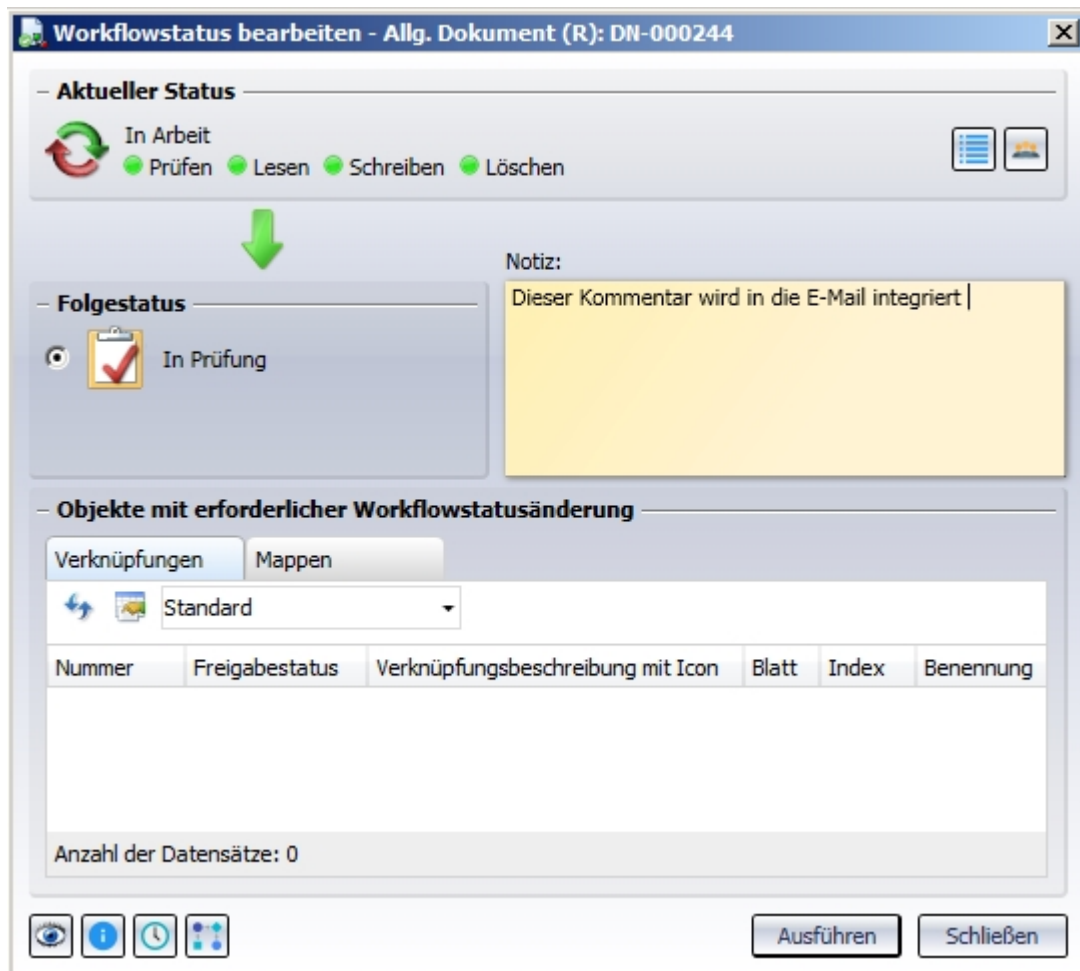 Workflowstatus bearbeiten - Allg. Dokument (R): DN-000244
Aktueller Status
In Arbeit
Prüfen Lesen Schreiben Löschen
Notiz:
Dieser Kommentar wird in die E-Mail integriert
Folgestatus
In Prüfung
Objekte mit erforderlicher Workflowstatusänderung
Verknüpfungen Mappen
Standard
Nummer Freigabestatus Verknüpfungsbeschreibung mit Icon Blatt Index Benennung
Anzahl der Datensätze: 0
Ausführen Schließen